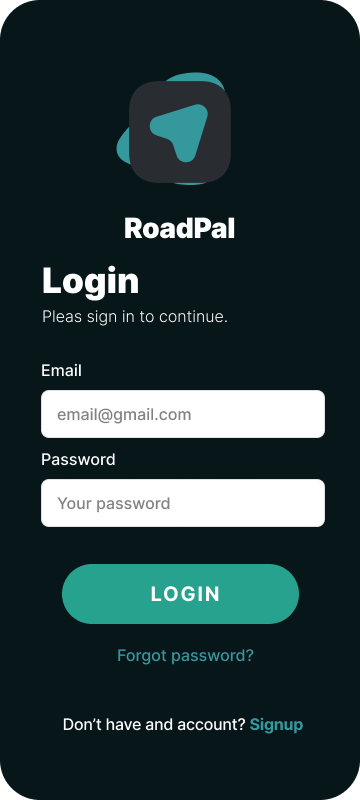 RoadPal
Login
Pleas sign in to continue.
Email
email@gmail.com
Password
Your password
LOGIN
Forgot password?
Don’t have and account? Signup